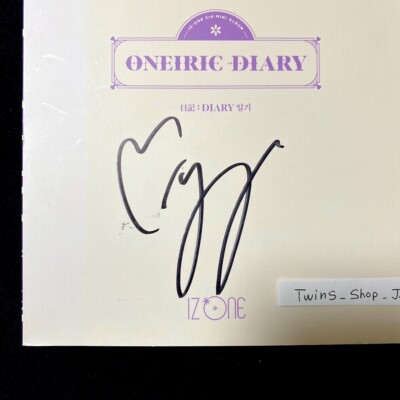 IZ*ONE 3rd MINI ALBUM
ONEIRIC DIARY
日記 : DIARY 일기
IZ*ONE
Twins_Shop_J